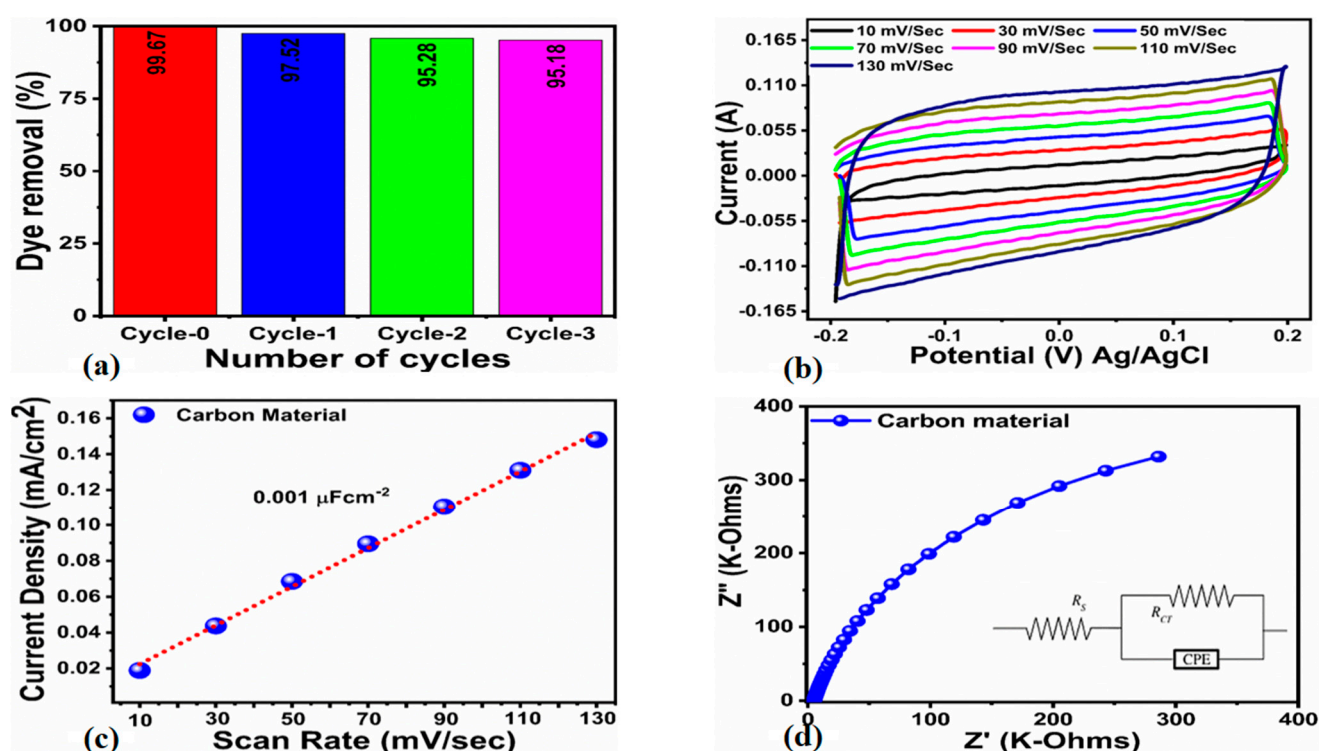 100
75
50
25
0
Dye removal (%)
99.67
97.52
95.28
95.18
Cycle-0 Cycle-1 Cycle-2 Cycle-3
Number of cycles
(a)
0.165
0.110
0.055
0.000
-0.055
-0.110
-0.165
Current (A)
10 mV/Sec 30 mV/Sec 50 mV/Sec
70 mV/Sec 90 mV/Sec 110 mV/Sec
130 mV/Sec
-0.2 -0.1 0.0 0.1 0.2
Potential (V) Ag/AgCl
(b)
0.16
0.14
0.12
0.10
0.08
0.06
0.04
0.02
Current Density (mA/cm²)
Carbon Material
0.001 μFcm⁻²
10 30 50 70 90 110 130
Scan Rate (mV/sec)
(c)
400
300
200
100
0
Z'' (K-Ohms)
Carbon material
R_S
R_CT
CPE
0 100 200 300 400
Z' (K-Ohms)
(d)